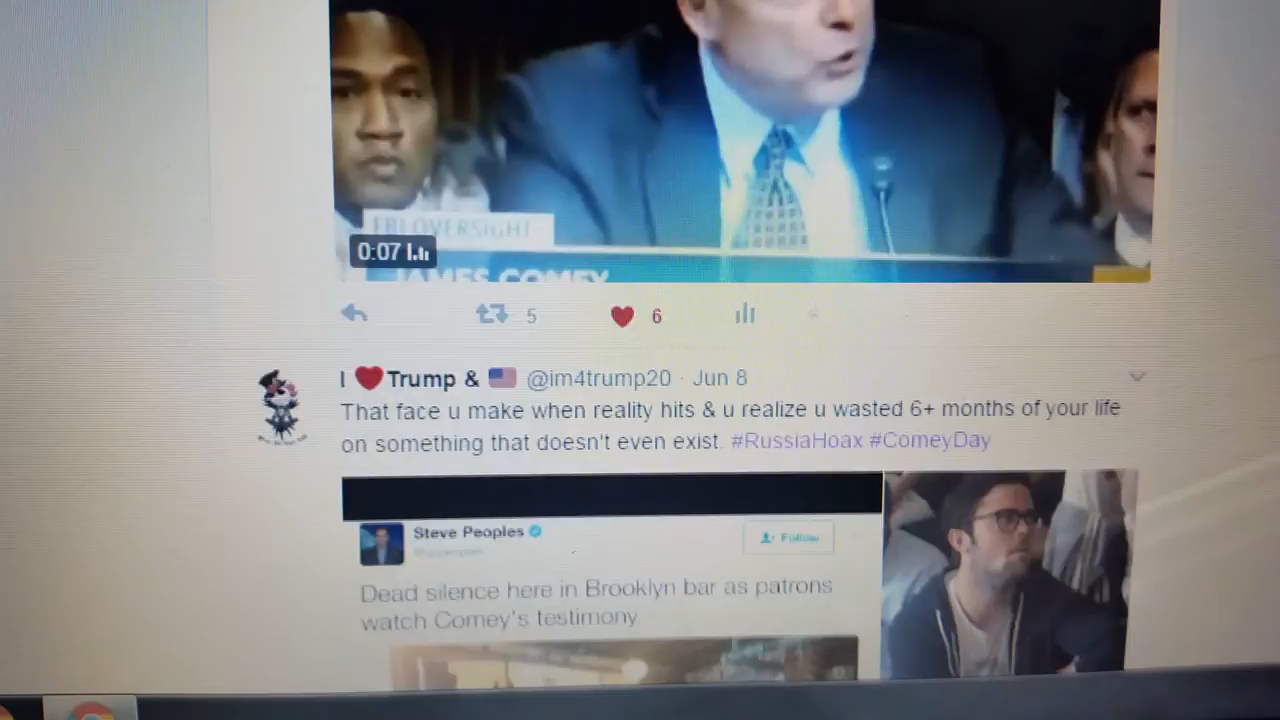 FBI OVERSIGHT
0:07
JAMES COMEY
5 6
I ❤ Trump & 🇺🇸 @im4trump20 · Jun 8
That face u make when reality hits & u realize u wasted 6+ months of your life
on something that doesn't even exist. #RussiaHoax #ComeyDay
Steve Peoples
Follow
Dead silence here in Brooklyn bar as patrons
watch Comey's testimony